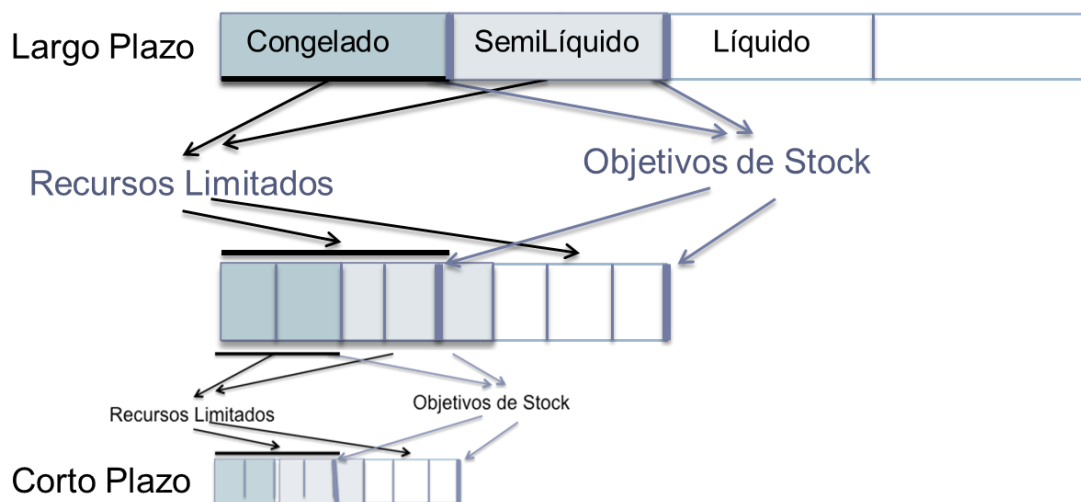 Largo Plazo
Congelado
SemiLíquido
Líquido
Recursos Limitados
Objetivos de Stock
Recursos Limitados
Objetivos de Stock
Corto Plazo